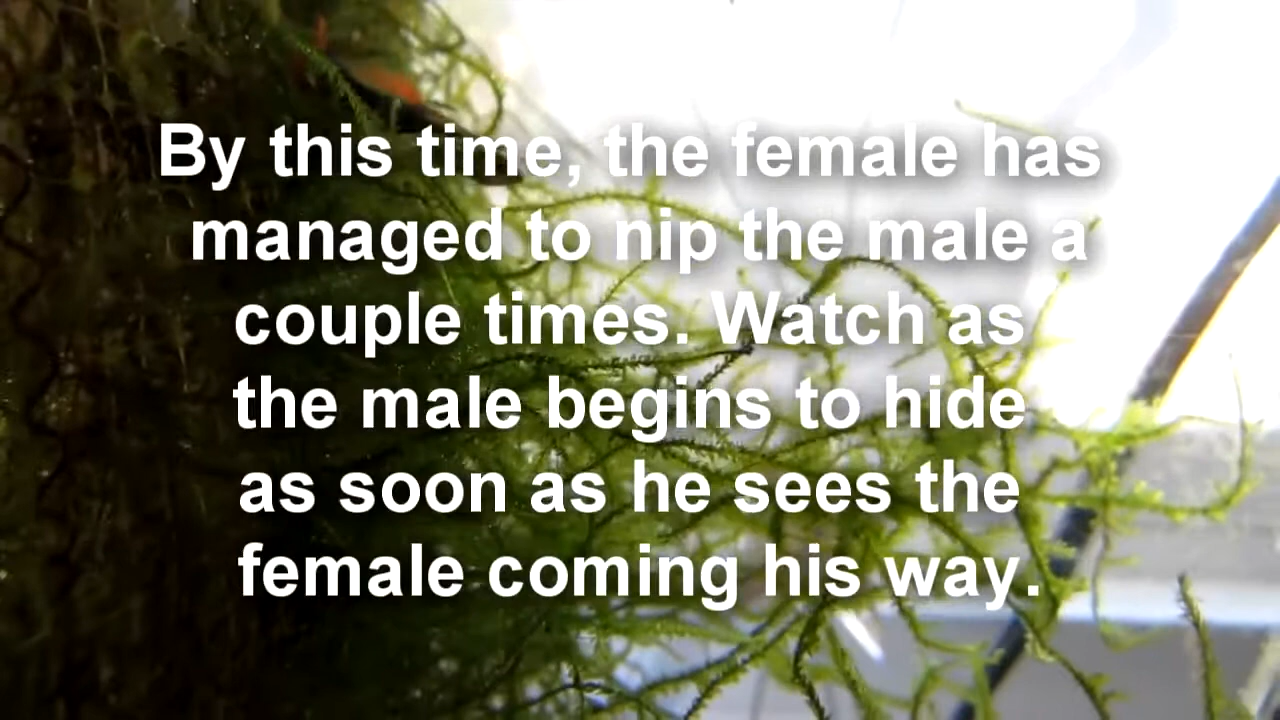 By this time, the female has
managed to nip the male a
couple times. Watch as
the male begins to hide
as soon as he sees the
female coming his way.